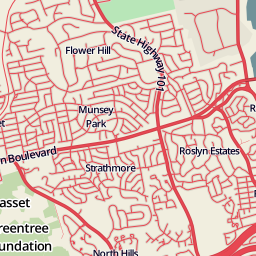 Flower Hill
State Highway 101
Munsey
Park
n Boulevard
Roslyn Estates
Strathmore
asset
reentree
undation
North Hills